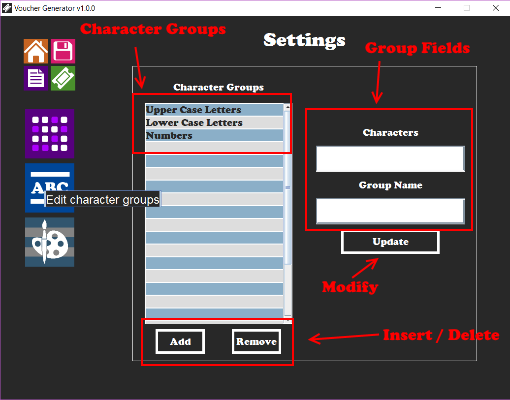 Voucher Generator v1.0.0
Character Groups
Settings
Group Fields
Character Groups
Upper Case Letters
Lower Case Letters
Numbers
Characters
ABC
Edit character groups
Group Name
Update
Modify
Add
Remove
Insert / Delete